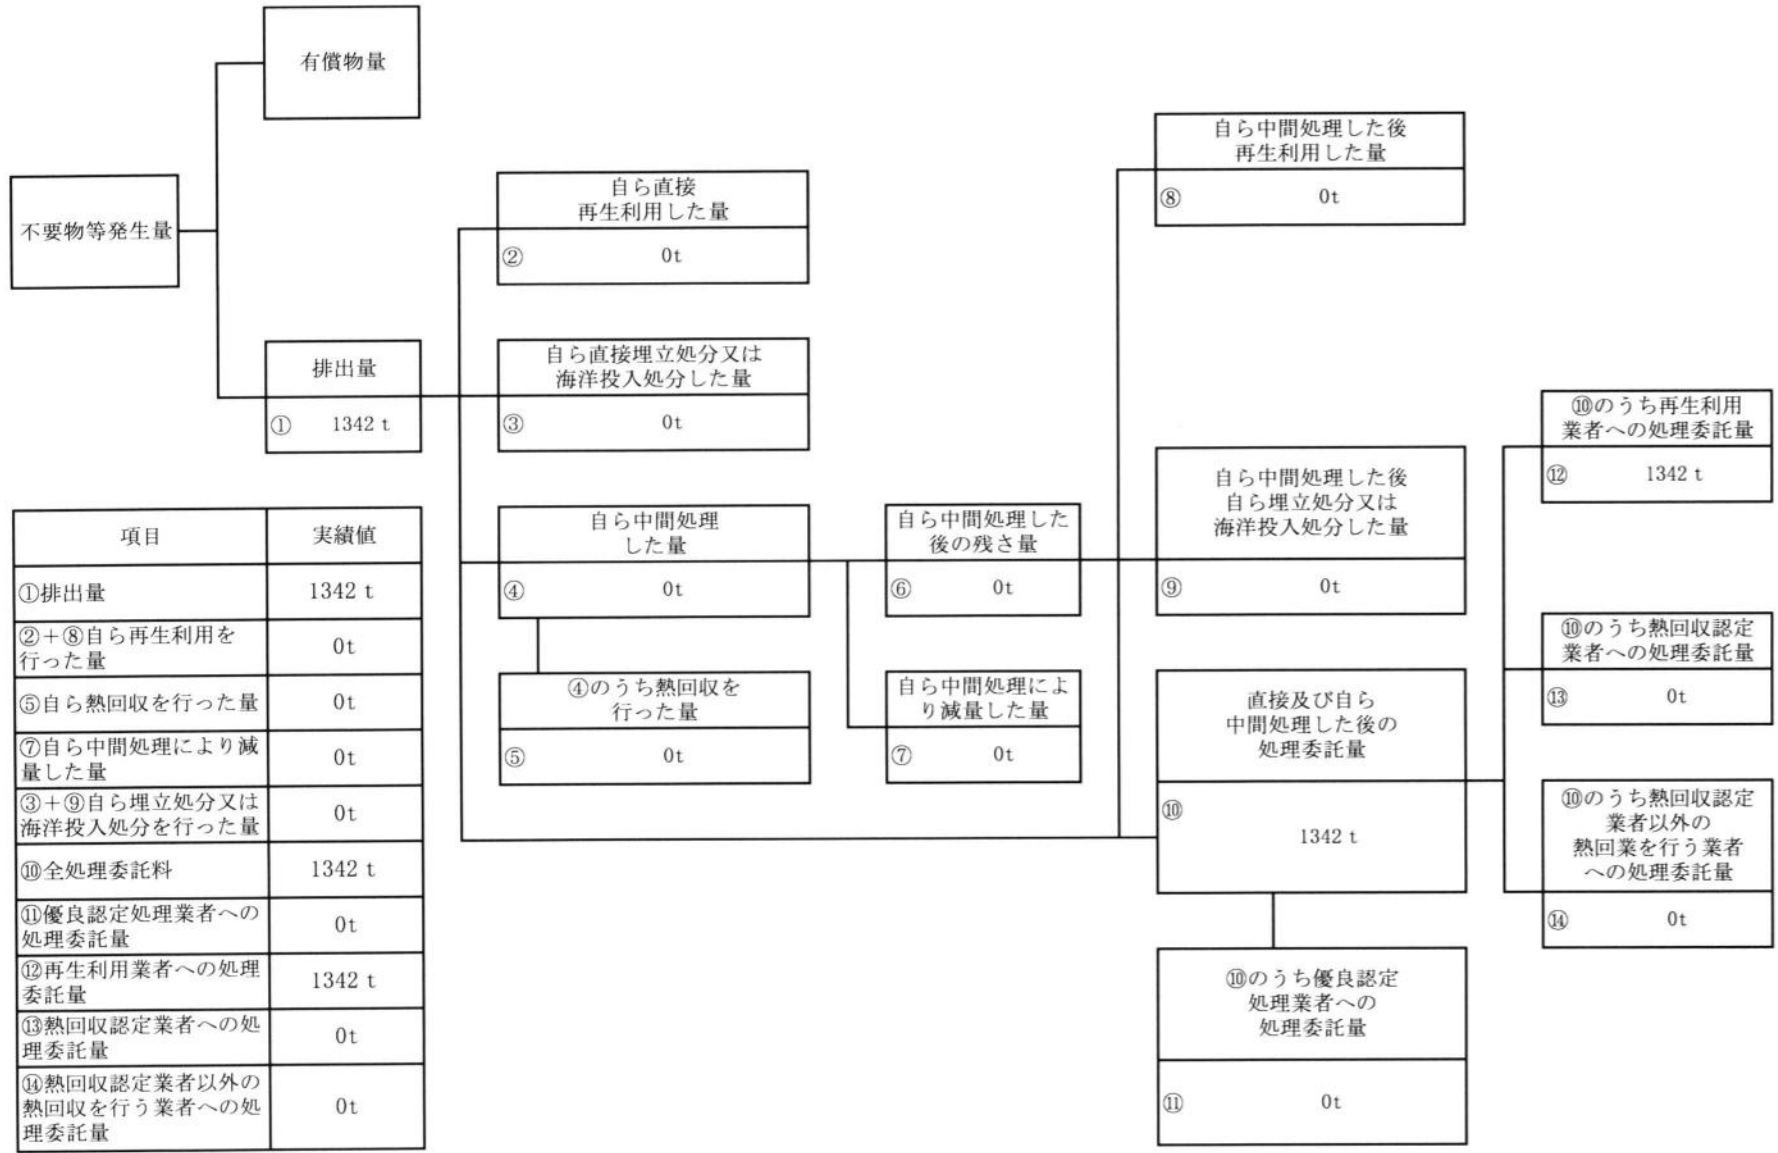 有償物量
不要物等発生量
排出量
① 1342 t
自ら直接
再生利用した量
② 0t
自ら直接埋立処分又は
海洋投入処分した量
③ 0t
自ら中間処理
した量
④ 0t
④のうち熱回収を
行った量
⑤ 0t
自ら中間処理した
後の残さ量
⑥ 0t
自ら中間処理によ
り減量した量
⑦ 0t
自ら中間処理した後
再生利用した量
⑧ 0t
自ら中間処理した後
自ら埋立処分又は
海洋投入処分した量
⑨ 0t
直接及び自ら
中間処理した後の
処理委託量
⑩
1342 t
⑩のうち優良認定
処理業者への
処理委託量
⑪ 0t
⑩のうち再生利用
業者への処理委託量
⑫ 1342 t
⑩のうち熱回収認定
業者への処理委託量
⑬ 0t
⑩のうち熱回収認定
業者以外の
熱回業を行う業者
への処理委託量
⑭ 0t
項目 実績値
①排出量 1342 t
②+⑧自ら再生利用を
行った量 0t
⑤自ら熱回収を行った量 0t
⑦自ら中間処理により減
量した量 0t
③+⑨自ら埋立処分又は
海洋投入処分を行った量 0t
⑩全処理委託料 1342 t
⑪優良認定処理業者への
処理委託量 0t
⑫再生利用業者への処理
委託量 1342 t
⑬熱回収認定業者への処
理委託量 0t
⑭熱回収認定業者以外の
熱回収を行う業者への処
理委託量 0t